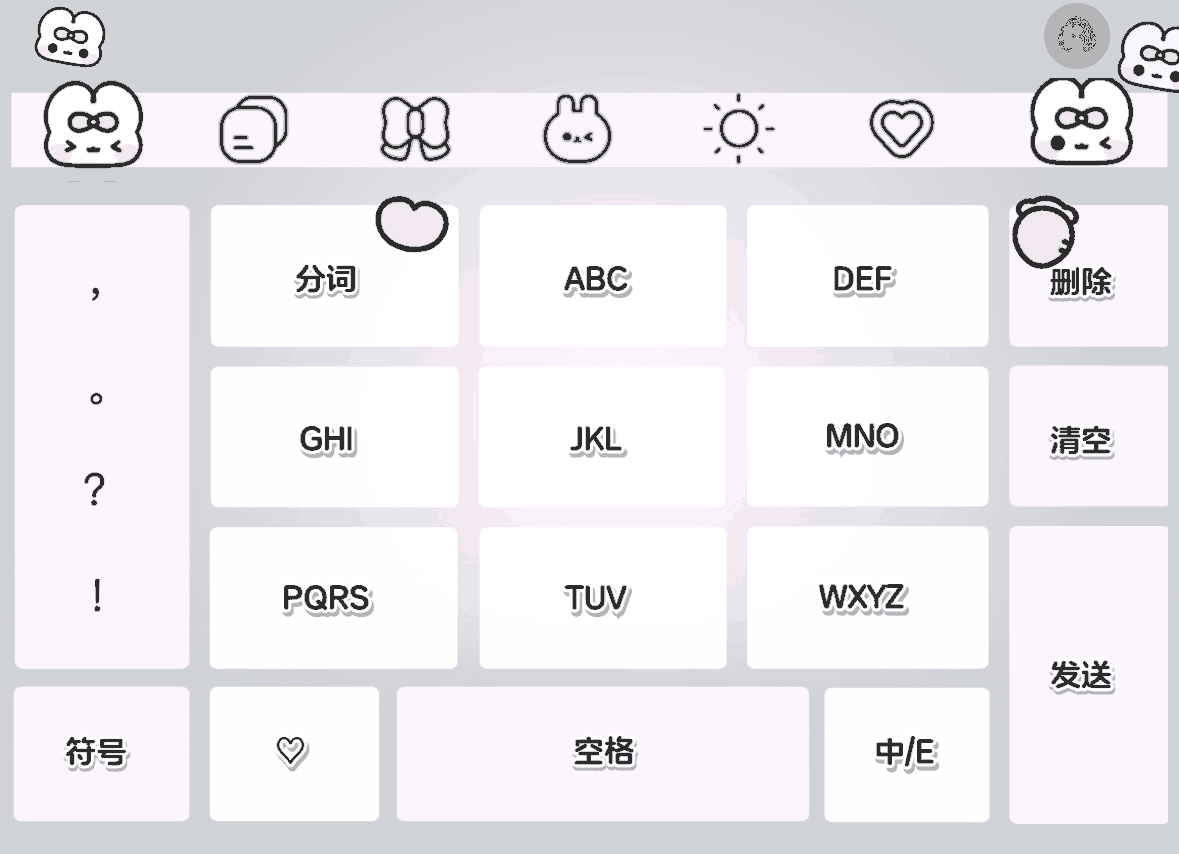 ，
。
？
！
分词
ABC
DEF
删除
GHI
JKL
MNO
清空
PQRS
TUV
WXYZ
发送
符号
♡
空格
中/E